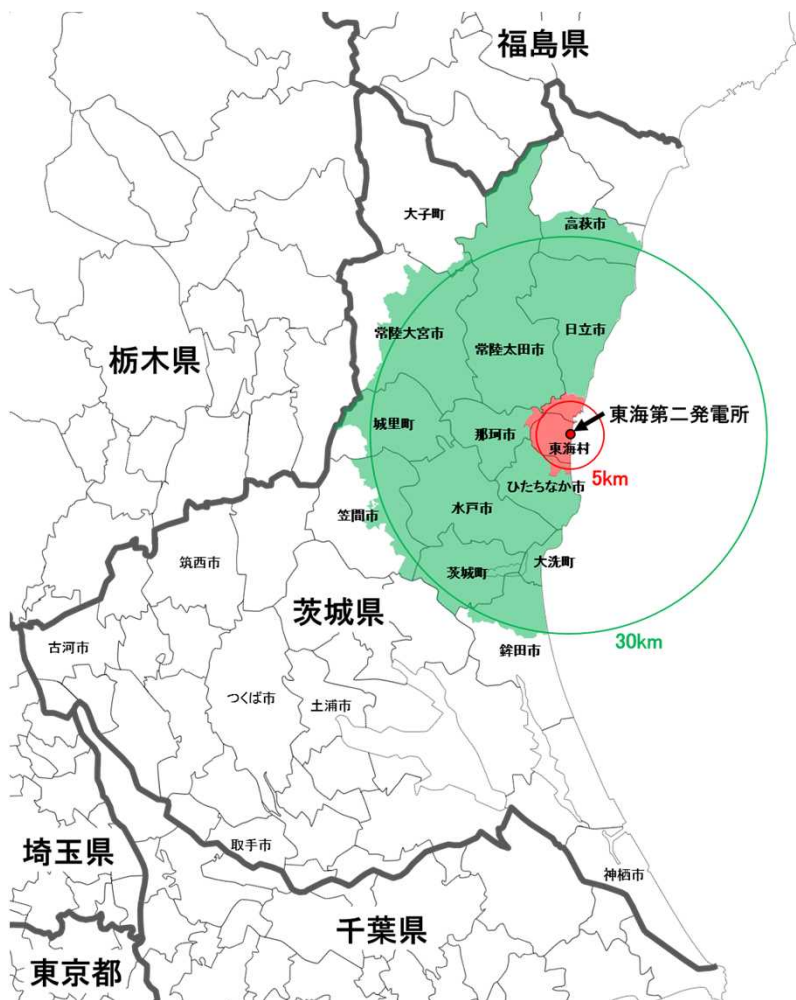 福島県
大子町
高萩市
常陸大宮市
常陸太田市
日立市
栃木県
城里町
那珂市
東海第二発電所
東海村
5km
ひたちなか市
笠間市
水戸市
筑西市
茨城町
大洗町
茨城県
30km
古河市
鉾田市
つくば市
土浦市
取手市
埼玉県
神栖市
千葉県
東京都